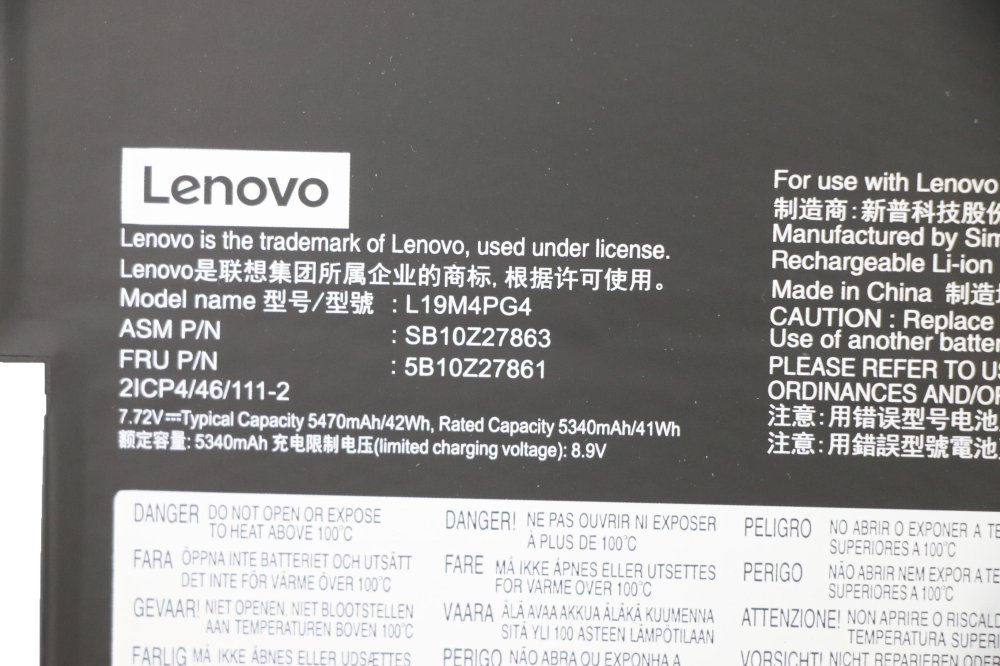 Lenovo
Lenovo is the trademark of Lenovo, used under license.
Lenovo是联想集团所属企业的商标, 根据许可使用。
Model name 型号/型號 : L19M4PG4
ASM P/N : SB10Z27863
FRU P/N : 5B10Z27861
2ICP4/46/111-2
7.72V⎓Typical Capacity 5470mAh/42Wh, Rated Capacity 5340mAh/41Wh
额定容量: 5340mAh 充电限制电压(limited charging voltage): 8.9V
For use with Lenovo
制造商: 新普科技股份
Manufactured by Sim
Rechargeable Li-ion
Made in China 制造
CAUTION : Replace
Use of another batter
PLEASE REFER TO US
ORDINANCES AND/OR
注意: 用错误型号电池
注意: 用錯誤型號電池
DANGER DO NOT OPEN OR EXPOSE
TO HEAT ABOVE 100°C
FARA ÖPPNA INTE BATTERIET OCH UTSÄTT
DET INTE FÖR VÄRME ÖVER 100°C
GEVAAR! NIET OPENEN, NIET BLOOTSTELLEN
AAN TEMPERATUREN BOVEN 100°C
FARLIG MÅ IKKE ÅBNES ELLER UDSÆTTES
DANGER! NE PAS OUVRIR NI EXPOSER
À PLUS DE 100°C
FARE MÅ IKKE ÅPNES ELLER UTSETTES
FOR VARME OVER 100°C
VAARA ÄLÄ AVAA AKKUA ÄLÄKÄ KUUMENNA
SITÄ YLI 100 ASTEEN LÄMPÖTILAAN
PERIGO NÃO ABRA OU EXPONHA A
PELIGRO NO ABRIR O EXPONER A TE
SUPERIORES A 100°C
PERIGO NÃO ABRIR NEM EXPOR A TE
SUPERIORES A 100°C
ATTENZIONE! NON APRIRE O RISCALD
TEMPERATURA SUPERI
VORSICHT! NICHT REPARIEREN ODER